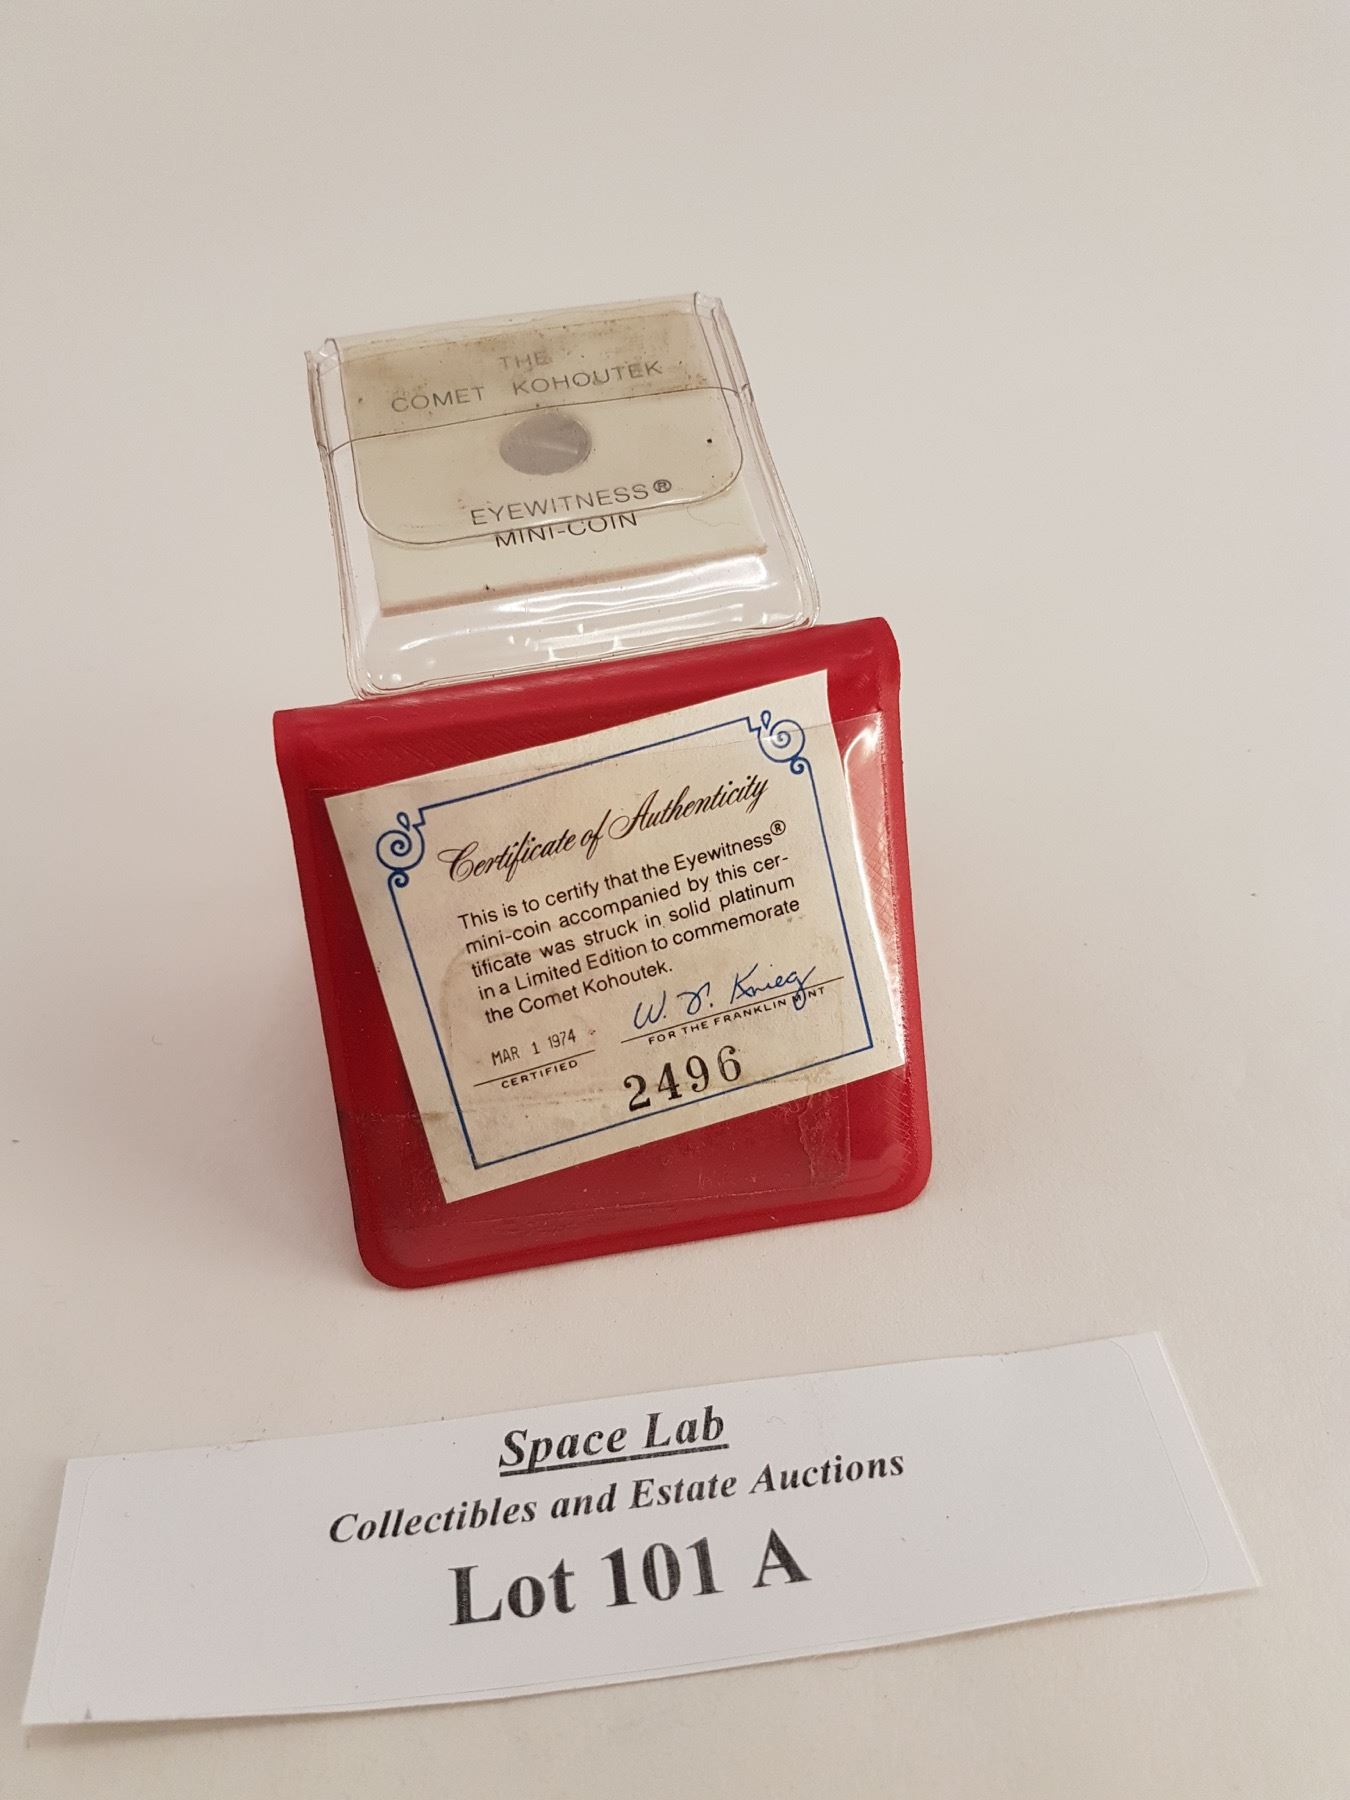 THE
COMET KOHOUTEK
EYEWITNESS®
MINI-COIN
Certificate of Authenticity
This is to certify that the Eyewitness®
mini-coin accompanied by this cer-
tificate was struck in solid platinum
in a Limited Edition to commemorate
the Comet Kohoutek.
MAR 1 1974
CERTIFIED
W. F. Krieg
FOR THE FRANKLIN MINT
2496
Space Lab
Collectibles and Estate Auctions
Lot 101 A